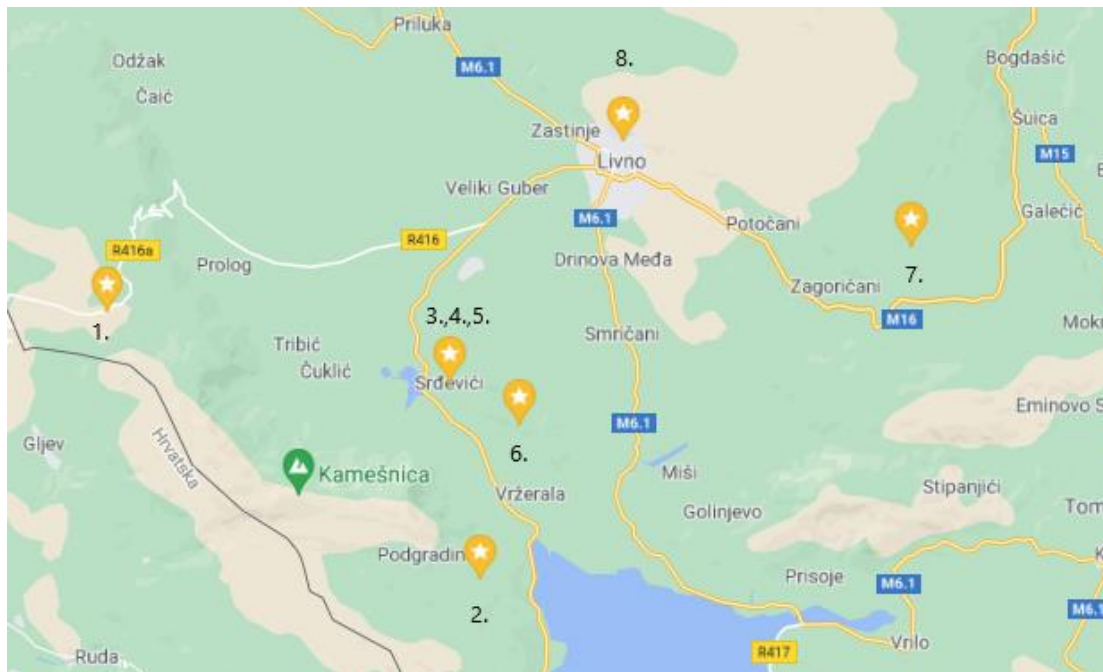 Priluka
8.
Bogdašić
Odžak
M6.1
Čaić
Šuica
Zastinje
Livno
M15
Veliki Guber
M6.1
Potočani
Galečić
R416
R416a
Prolog
Drinova Međa
Zagoričani
7.
M16
1.
3.,4.,5.
Smričani
Mokr
Tribić
Čuklić
Srđevići
Eminovo S
M6.1
Gljev
Hrvatska
6.
Kamešnica
Miši
Stipanjići
Vržerala
Golinjevo
Tom
Podgradin
Prisoje
M6.1
K
M6.1
2.
Vrilo
Ruda
R417